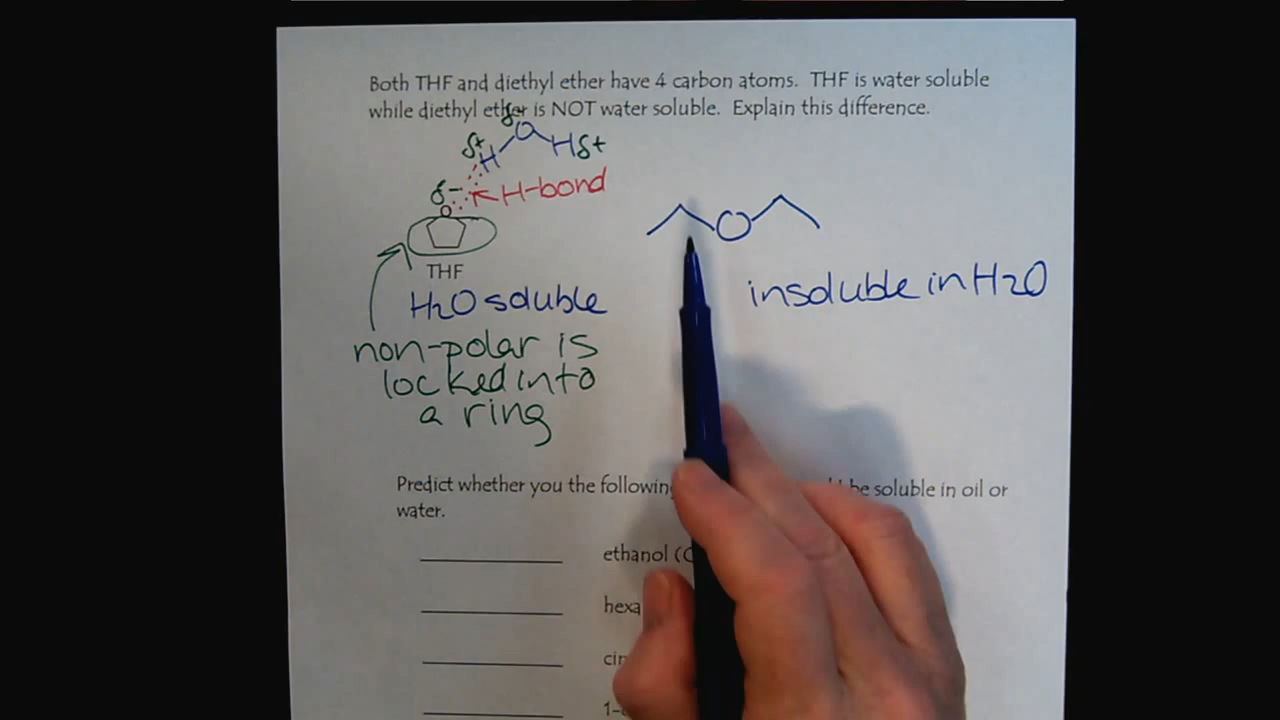 Both THF and diethyl ether have 4 carbon atoms. THF is water soluble
while diethyl ether is NOT water soluble. Explain this difference.
δ-
O
δ+ H
Hδ+
δ-
H-bond
O
O
THF
H2O soluble
insoluble in H2O
non-polar is
locked into
a ring
Predict whether you the following be soluble in oil or
water.
ethanol (C
hexa
cin
1-